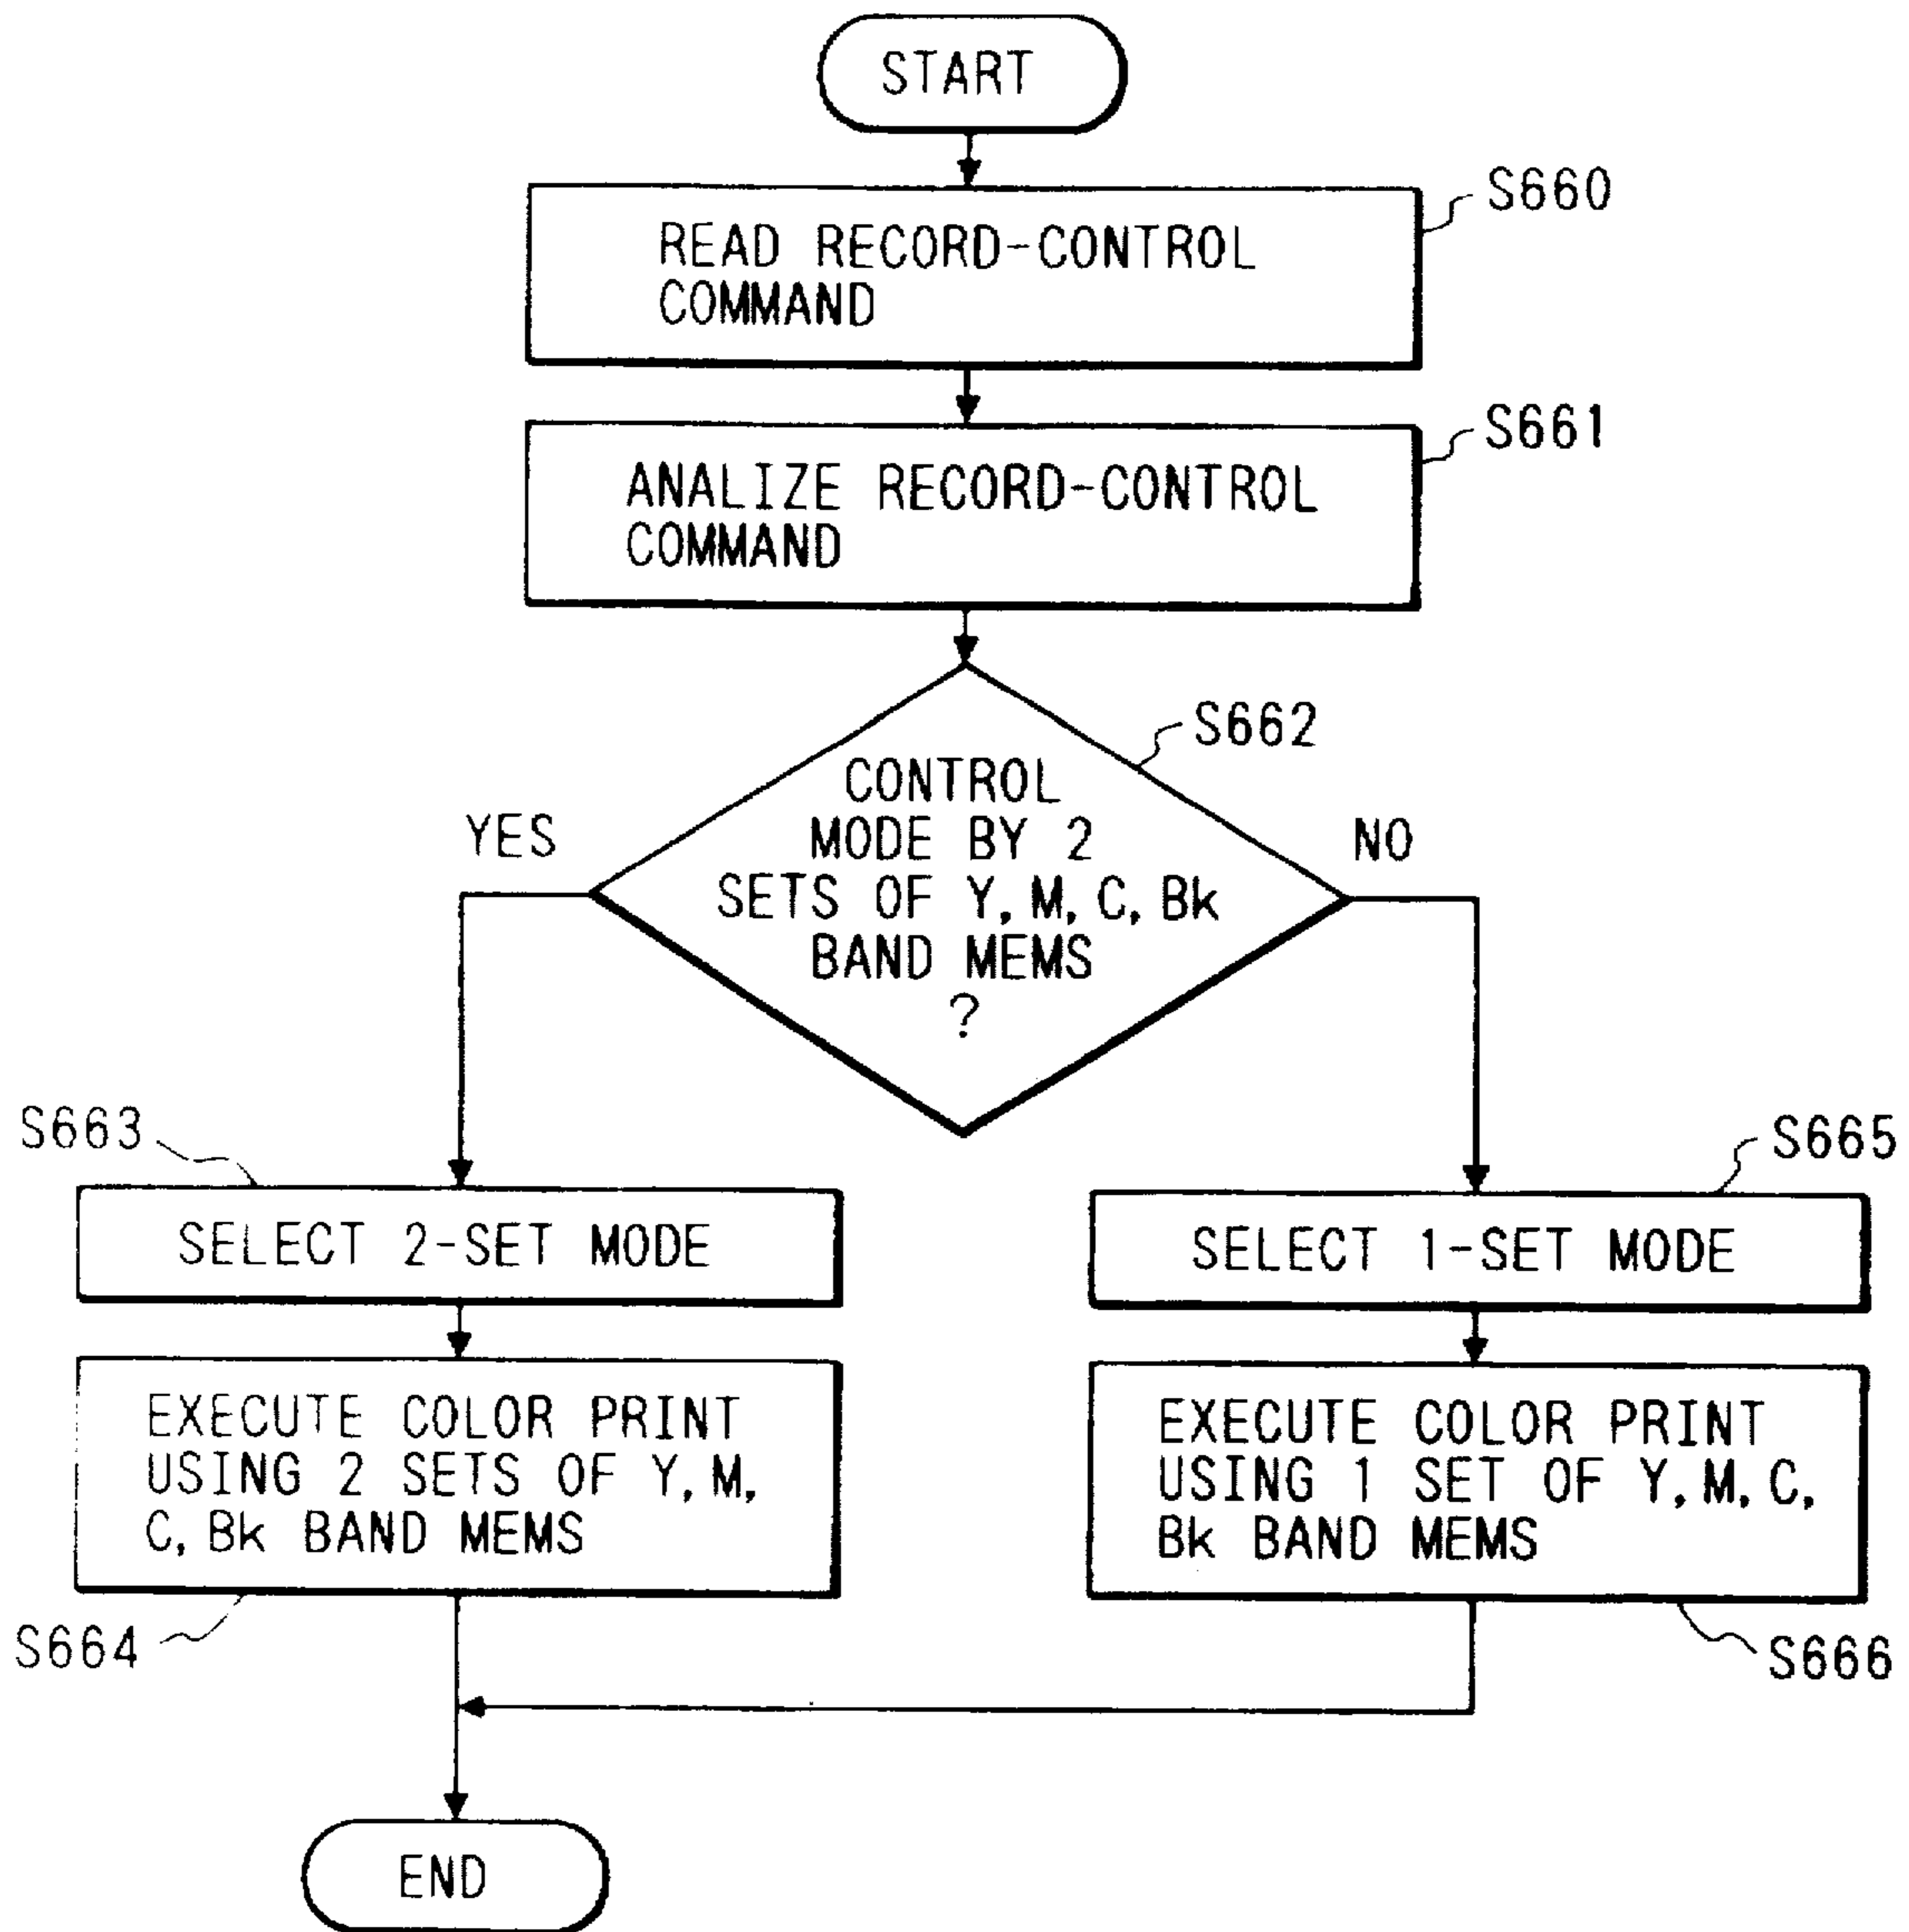 START
S660
READ RECORD-CONTROL
COMMAND
S661
ANALIZE RECORD-CONTROL
COMMAND
S662
CONTROL
MODE BY 2
SETS OF Y, M, C, Bk
BAND MEMS
?
YES
NO
S663
SELECT 2-SET MODE
S665
SELECT 1-SET MODE
EXECUTE COLOR PRINT
USING 2 SETS OF Y, M,
C, Bk BAND MEMS
S664
EXECUTE COLOR PRINT
USING 1 SET OF Y, M, C,
Bk BAND MEMS
S666
END